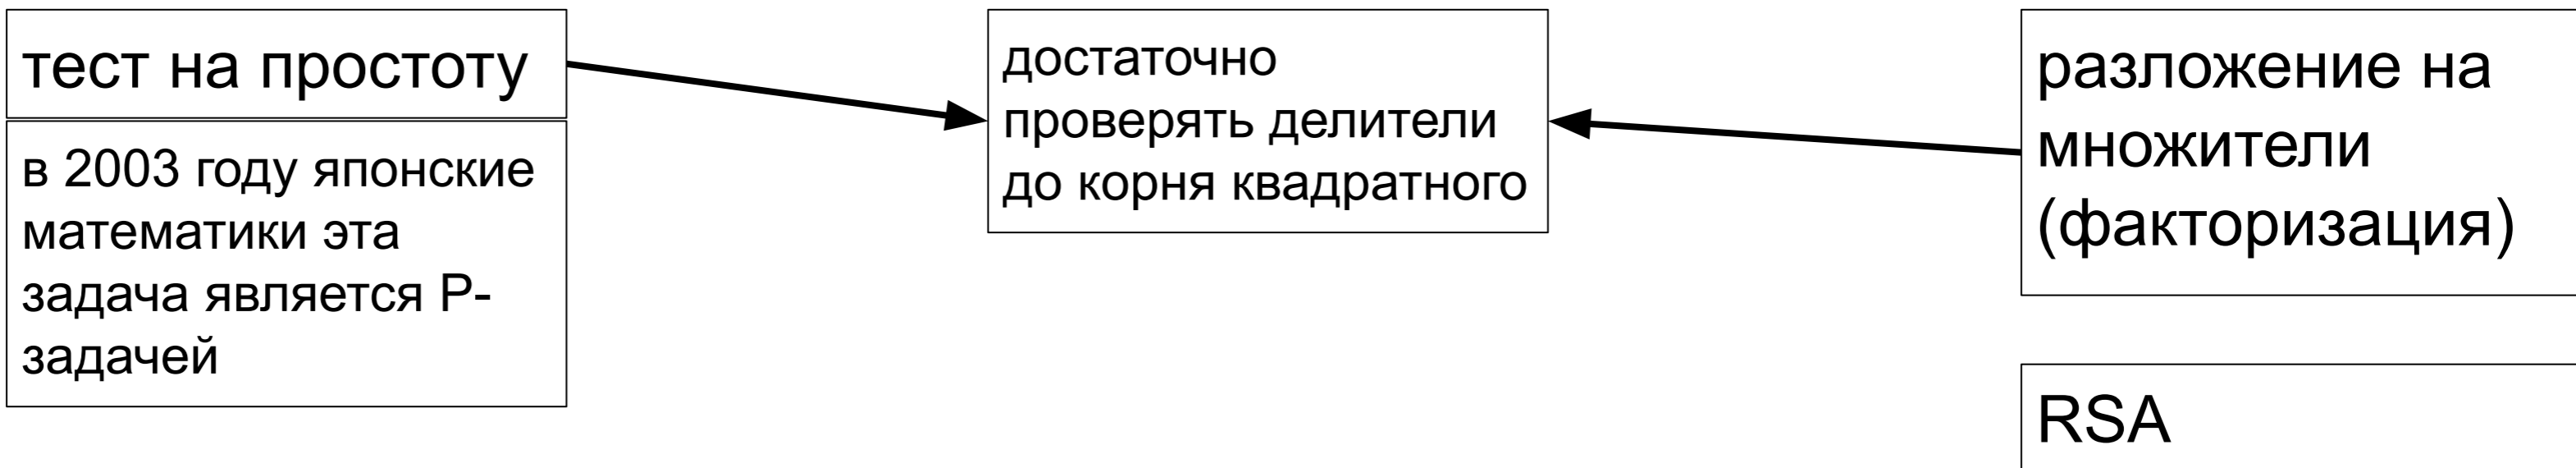 тест на простоту
в 2003 году японские
математики эта
задача является P-
задачей
достаточно
проверять делители
до корня квадратного
разложение на
множители
(факторизация)
RSA